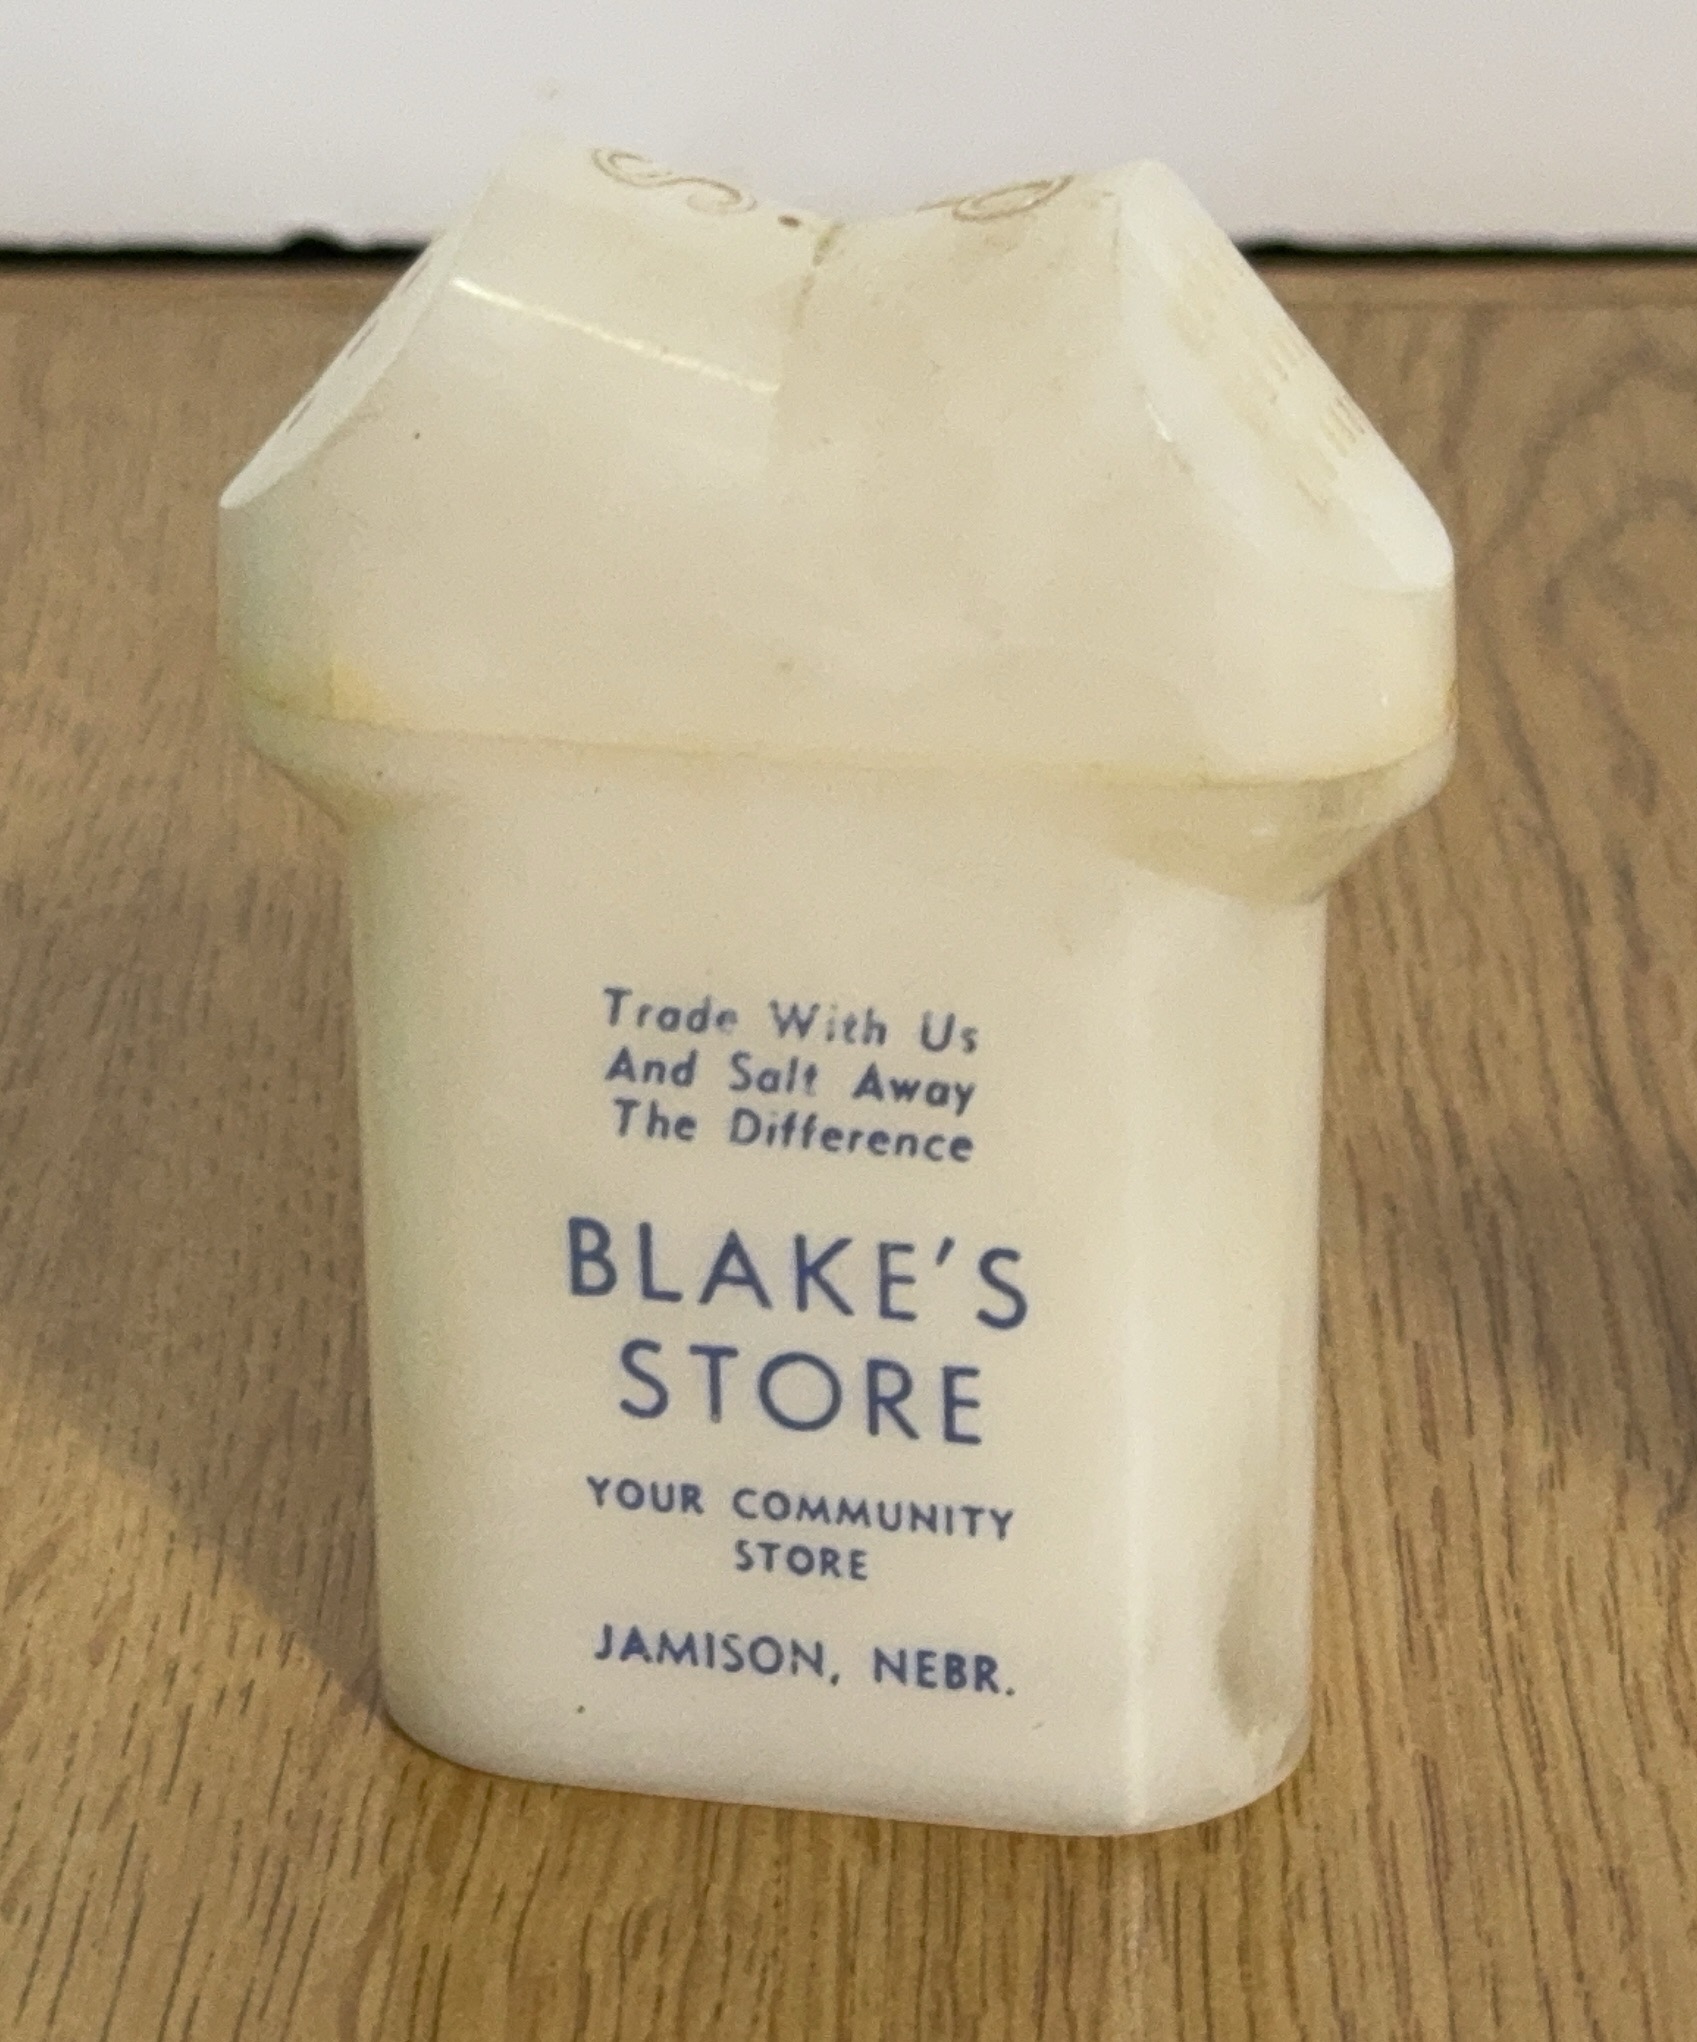 Trade With Us
And Salt Away
The Difference
BLAKE'S
STORE
YOUR COMMUNITY
STORE
JAMISON, NEBR.